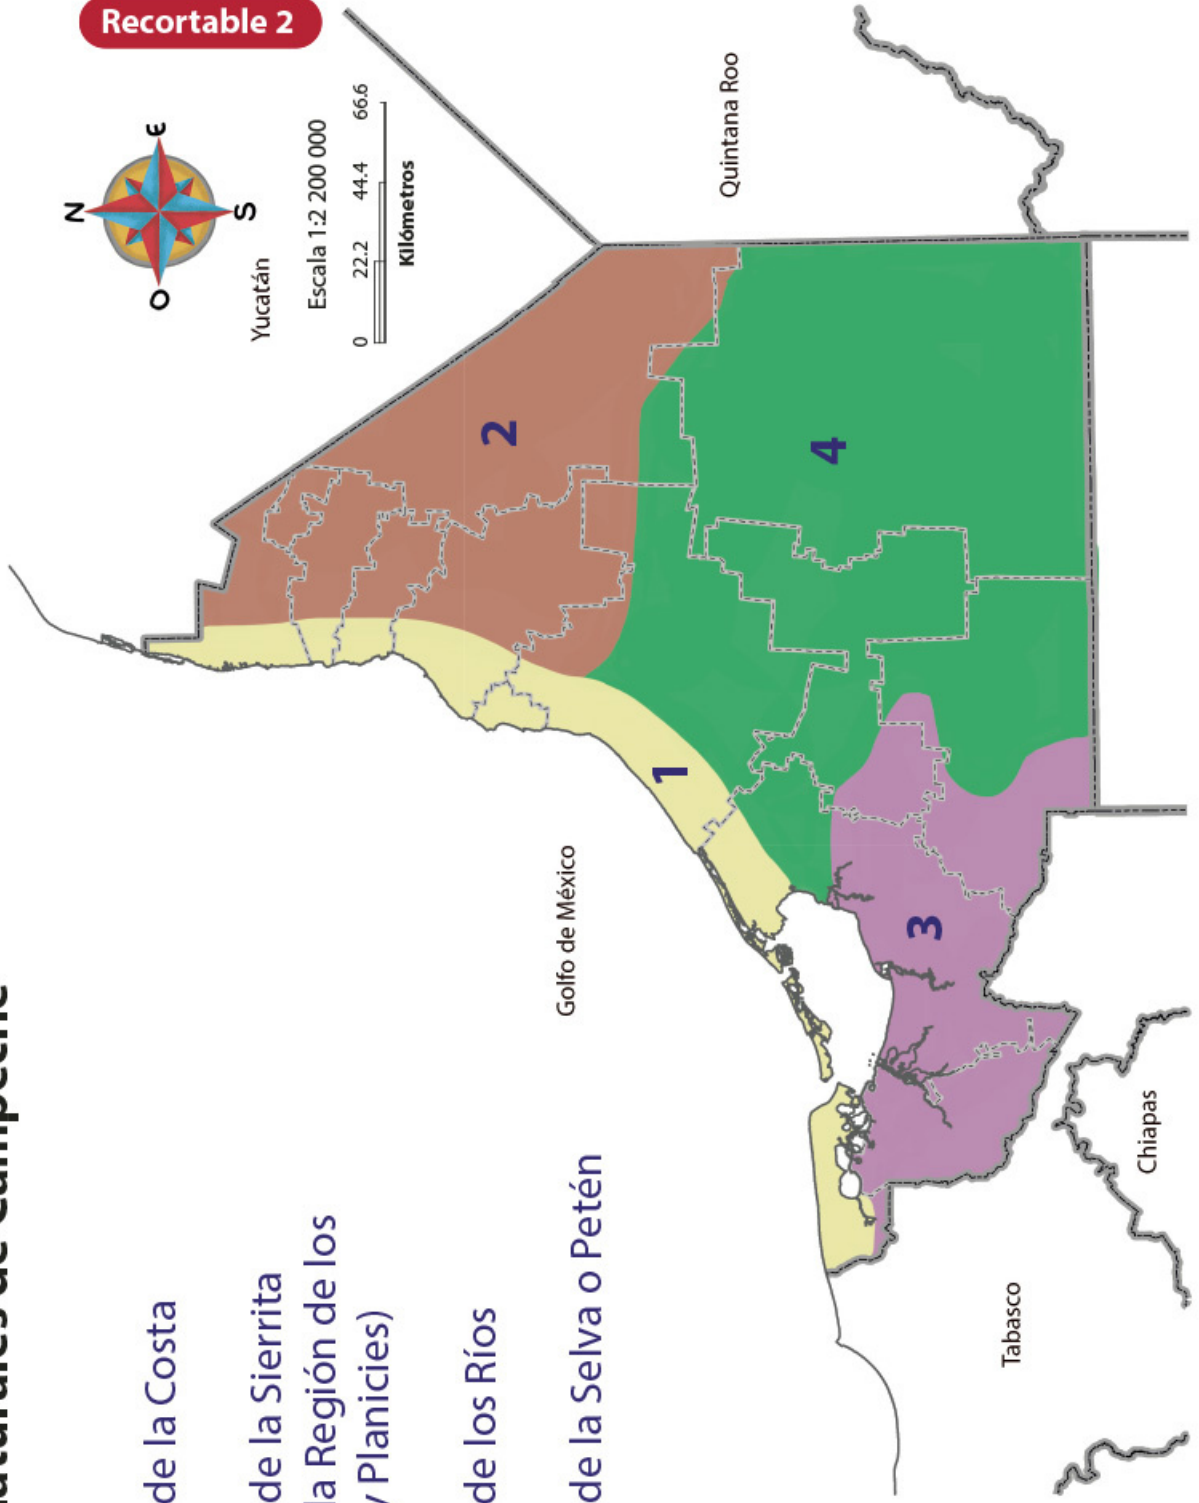 Recortable 2
aturales de Campeche
de la Costa
de la Sierrita
la Región de los
y Planicies)
de los Ríos
de la Selva o Petén
N
O
E
S
Yucatán
Escala 1:2 200 000
0 22.2 44.4 66.6
Kilómetros
Quintana Roo
Golfo de México
Tabasco
Chiapas
1
2
3
4